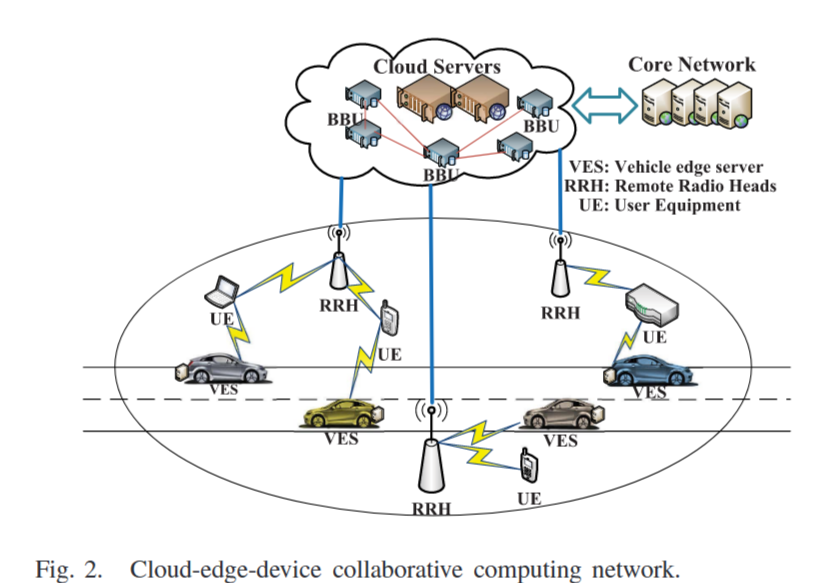 Cloud Servers
Core Network
BBU
BBU
BBU
VES: Vehicle edge server
RRH: Remote Radio Heads
UE: User Equipment
RRH
RRH
UE
UE
UE
VES
VES
VES
VES
UE
RRH
Fig. 2. Cloud-edge-device collaborative computing network.